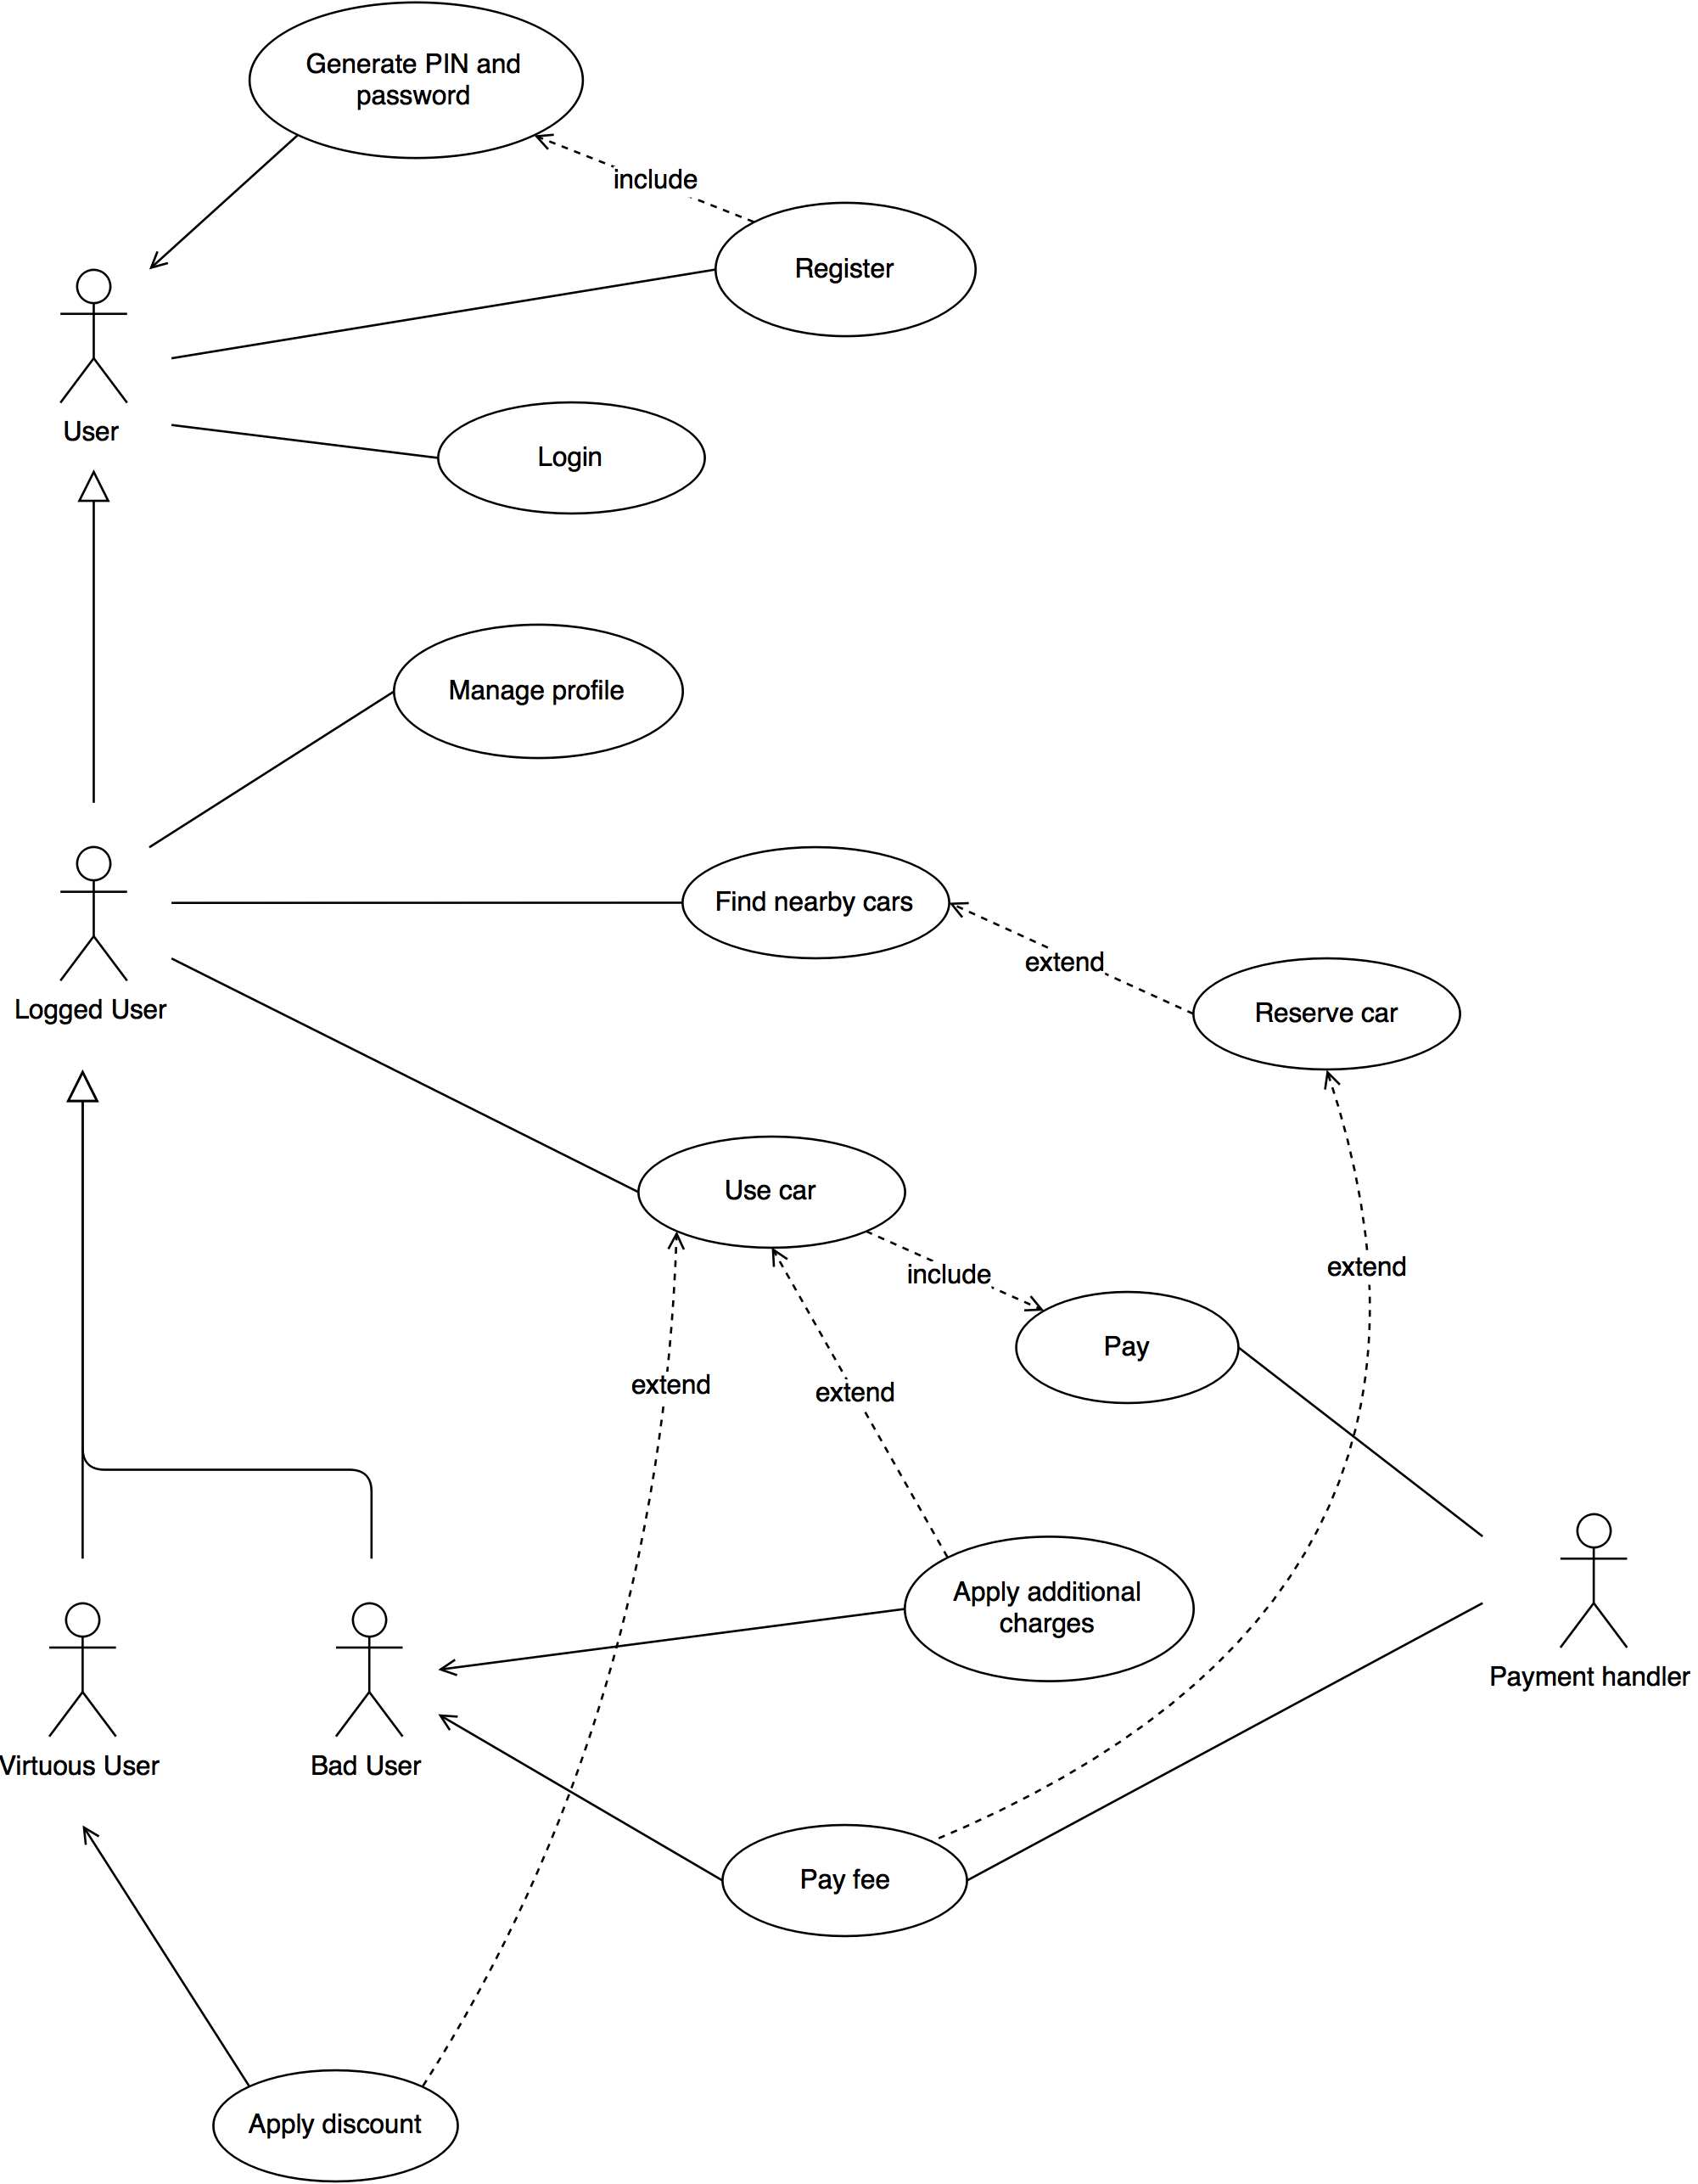 Generate PIN and
password
include
Register
User
Login
Manage profile
Find nearby cars
extend
Logged User
Reserve car
Use car
include
extend
Pay
extend
extend
Apply additional
charges
Payment handler
Virtuous User
Bad User
Pay fee
Apply discount